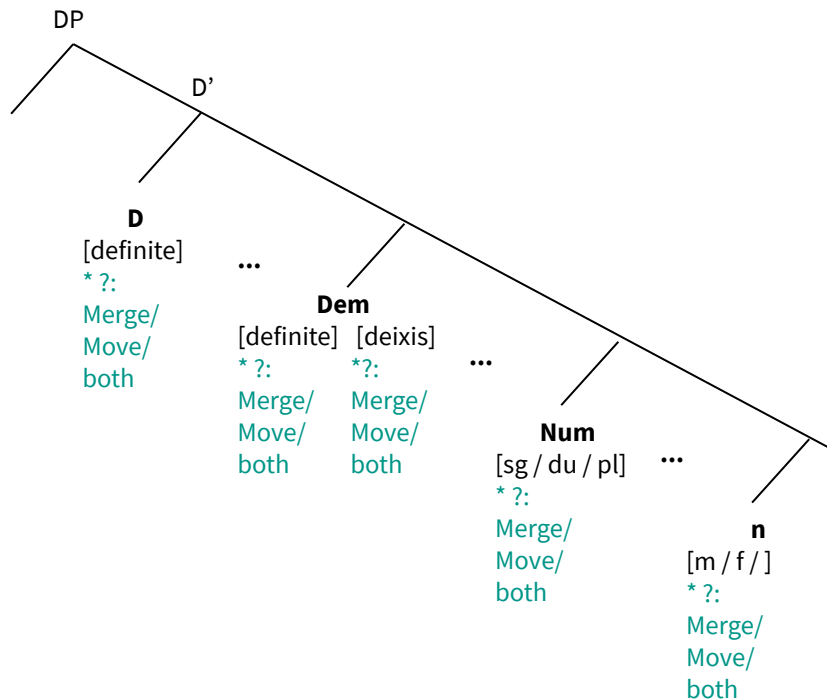 DP
D’
D
[definite]
* ?:
Merge/
Move/
both
...
Dem
[definite] [deixis]
* ?: *?:
Merge/ Merge/
Move/ Move/
both both
...
Num
[sg / du / pl]
* ?:
Merge/
Move/
both
...
n
[m / f / ]
* ?:
Merge/
Move/
both